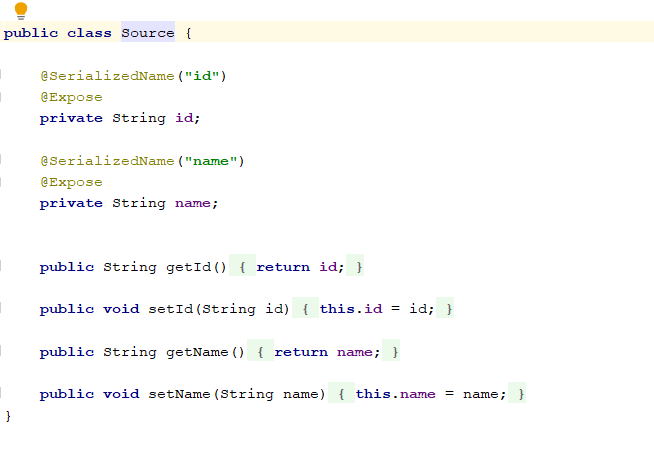 public class Source {
@SerializedName("id")
@Expose
private String id;
@SerializedName("name")
@Expose
private String name;
public String getId() { return id; }
public void setId(String id) { this.id = id; }
public String getName() { return name; }
public void setName(String name) { this.name = name; }
}